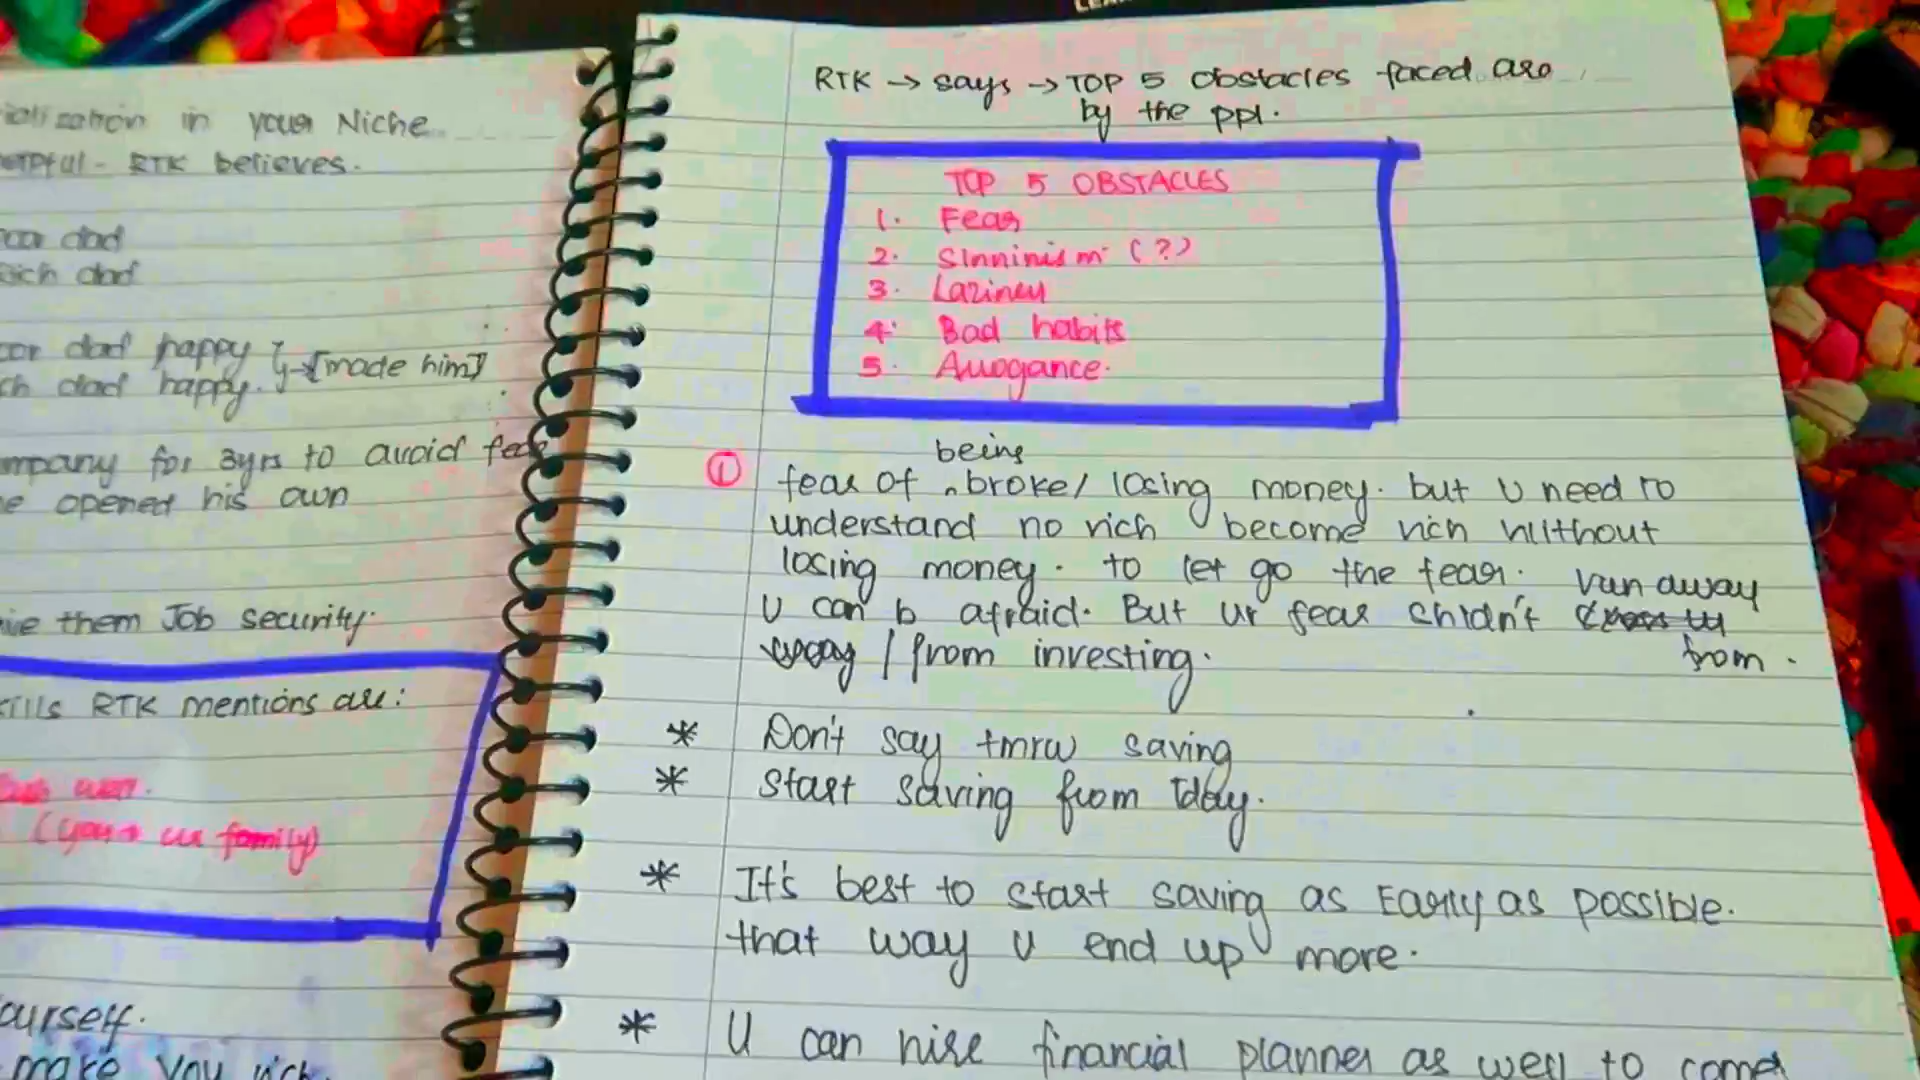 in your Niche
RTK believes.
dad
dad
dad happy
dad happy. → [made him]
for 3yrs to avoid
opened his own
them Job security.
RTK mentions are:
family)
make you rich.
RTK → says → TOP 5 obstacles faced are
by the ppl.
TOP 5 OBSTACLES
1. Fear
2. Sinninism (?)
3. Laziness
4. Bad habits
5. Arrogance.
being
① fear of broke/ losing money. but U need to
understand no rich become rich without
losing money. to let go the fear.
run away
U can b afraid. But ur fear shldn't
from.
/ from investing.
* Don't say tmrw saving
* Start saving from Tday.
* It's best to start saving as Early as possible.
that way U end up more.
* U can hire financial planner as well to